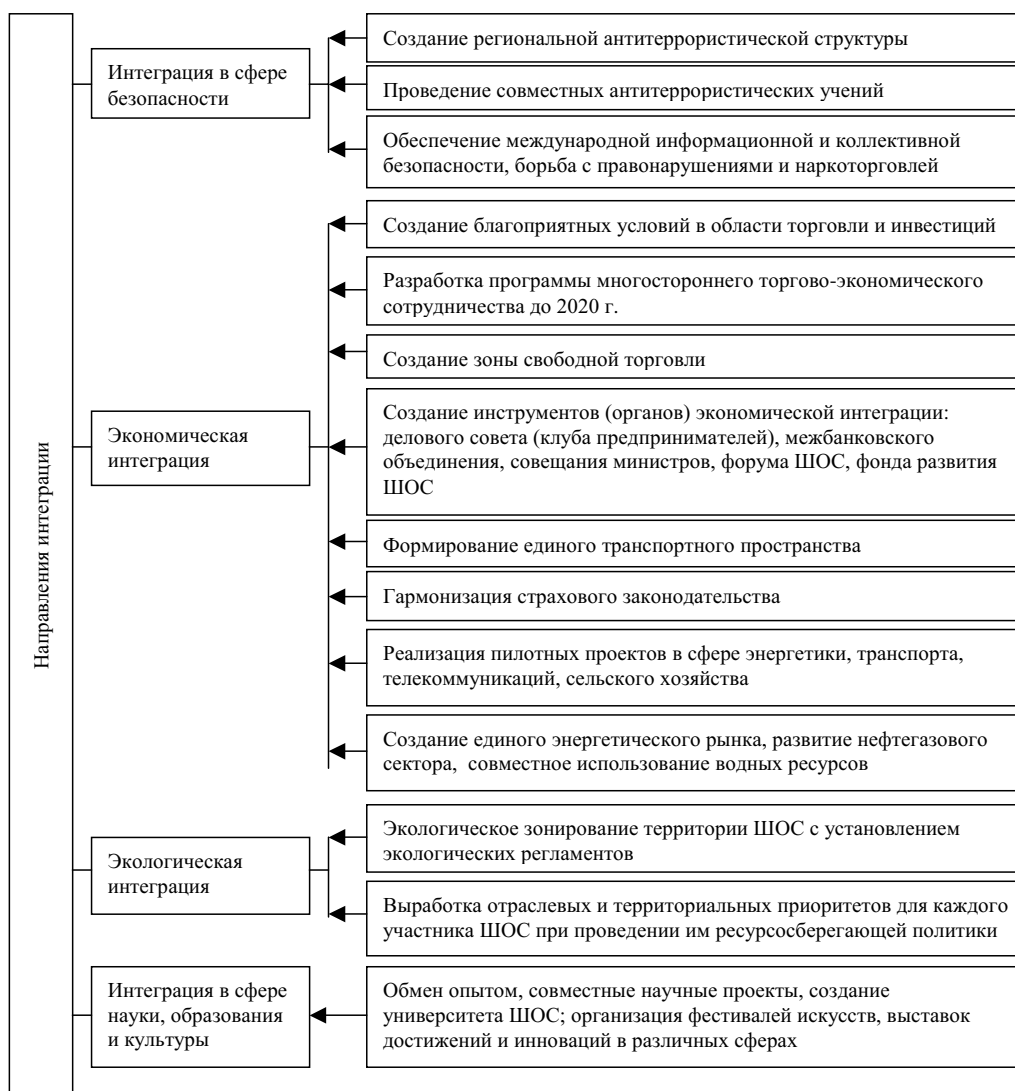 Направления интеграции
Интеграция в сфере
безопасности
Создание региональной антитеррористической структуры
Проведение совместных антитеррористических учений
Обеспечение международной информационной и коллективной
безопасности, борьба с правонарушениями и наркоторговлей
Экономическая
интеграция
Создание благоприятных условий в области торговли и инвестиций
Разработка программы многостороннего торгово-экономического
сотрудничества до 2020 г.
Создание зоны свободной торговли
Создание инструментов (органов) экономической интеграции:
делового совета (клуба предпринимателей), межбанковского
объединения, совещания министров, форума ШОС, фонда развития
ШОС
Формирование единого транспортного пространства
Гармонизация страхового законодательства
Реализация пилотных проектов в сфере энергетики, транспорта,
телекоммуникаций, сельского хозяйства
Создание единого энергетического рынка, развитие нефтегазового
сектора, совместное использование водных ресурсов
Экологическая
интеграция
Экологическое зонирование территории ШОС с установлением
экологических регламентов
Выработка отраслевых и территориальных приоритетов для каждого
участника ШОС при проведении им ресурсосберегающей политики
Интеграция в сфере
науки, образования
и культуры
Обмен опытом, совместные научные проекты, создание
университета ШОС; организация фестивалей искусств, выставок
достижений и инноваций в различных сферах